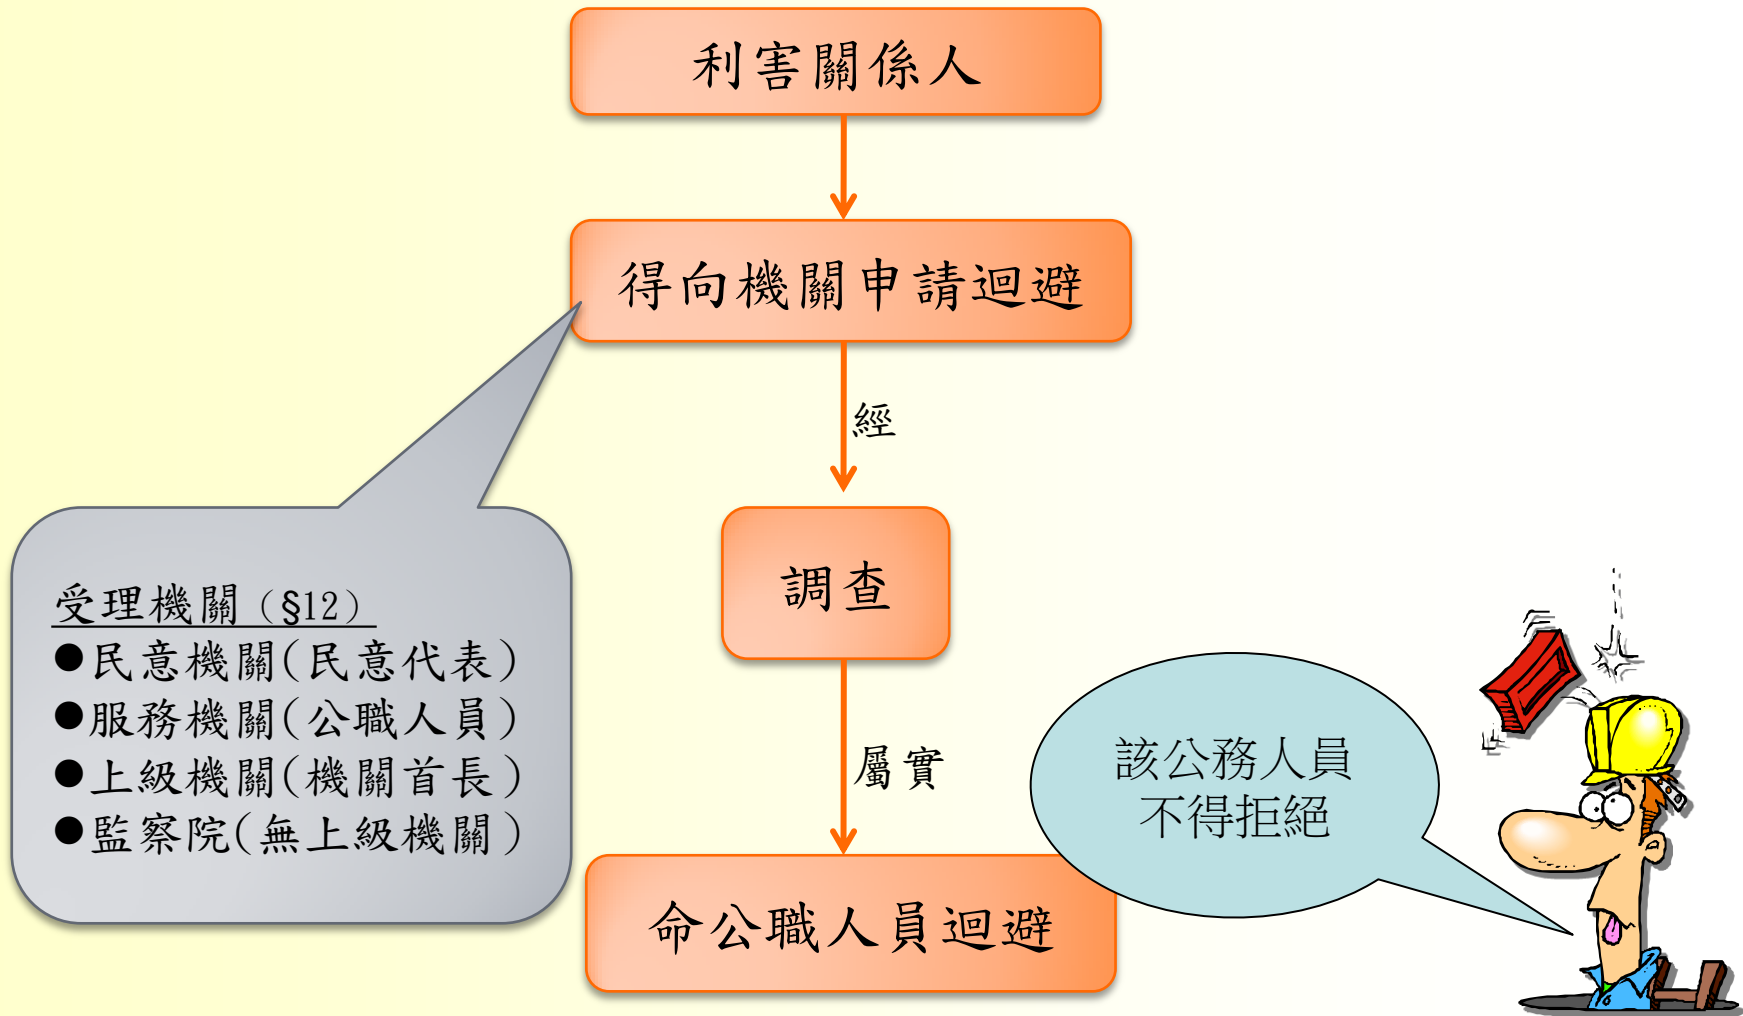 利害關係人
得向機關申請迴避
經
調查
受理機關（§12）
●民意機關(民意代表)
●服務機關(公職人員)
●上級機關(機關首長)
●監察院(無上級機關)
屬實
該公務人員
不得拒絕
命公職人員迴避